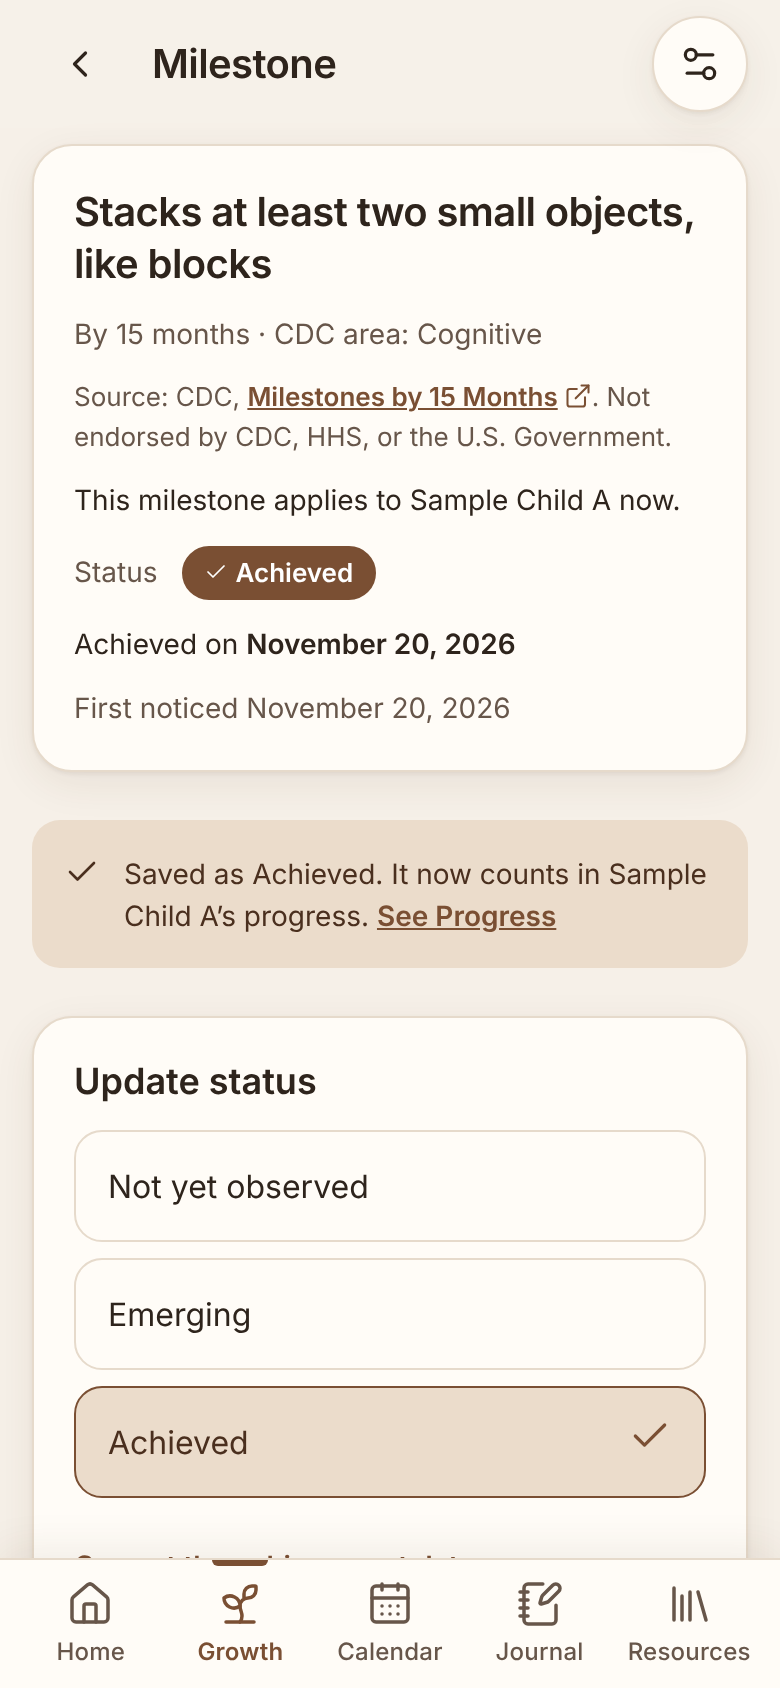 Milestone
Stacks at least two small objects,
like blocks
By 15 months · CDC area: Cognitive
Source: CDC, Milestones by 15 Months. Not
endorsed by CDC, HHS, or the U.S. Government.
This milestone applies to Sample Child A now.
Status Achieved
Achieved on November 20, 2026
First noticed November 20, 2026
Saved as Achieved. It now counts in Sample
Child A’s progress. See Progress
Update status
Not yet observed
Emerging
Achieved
Home Growth Calendar Journal Resources